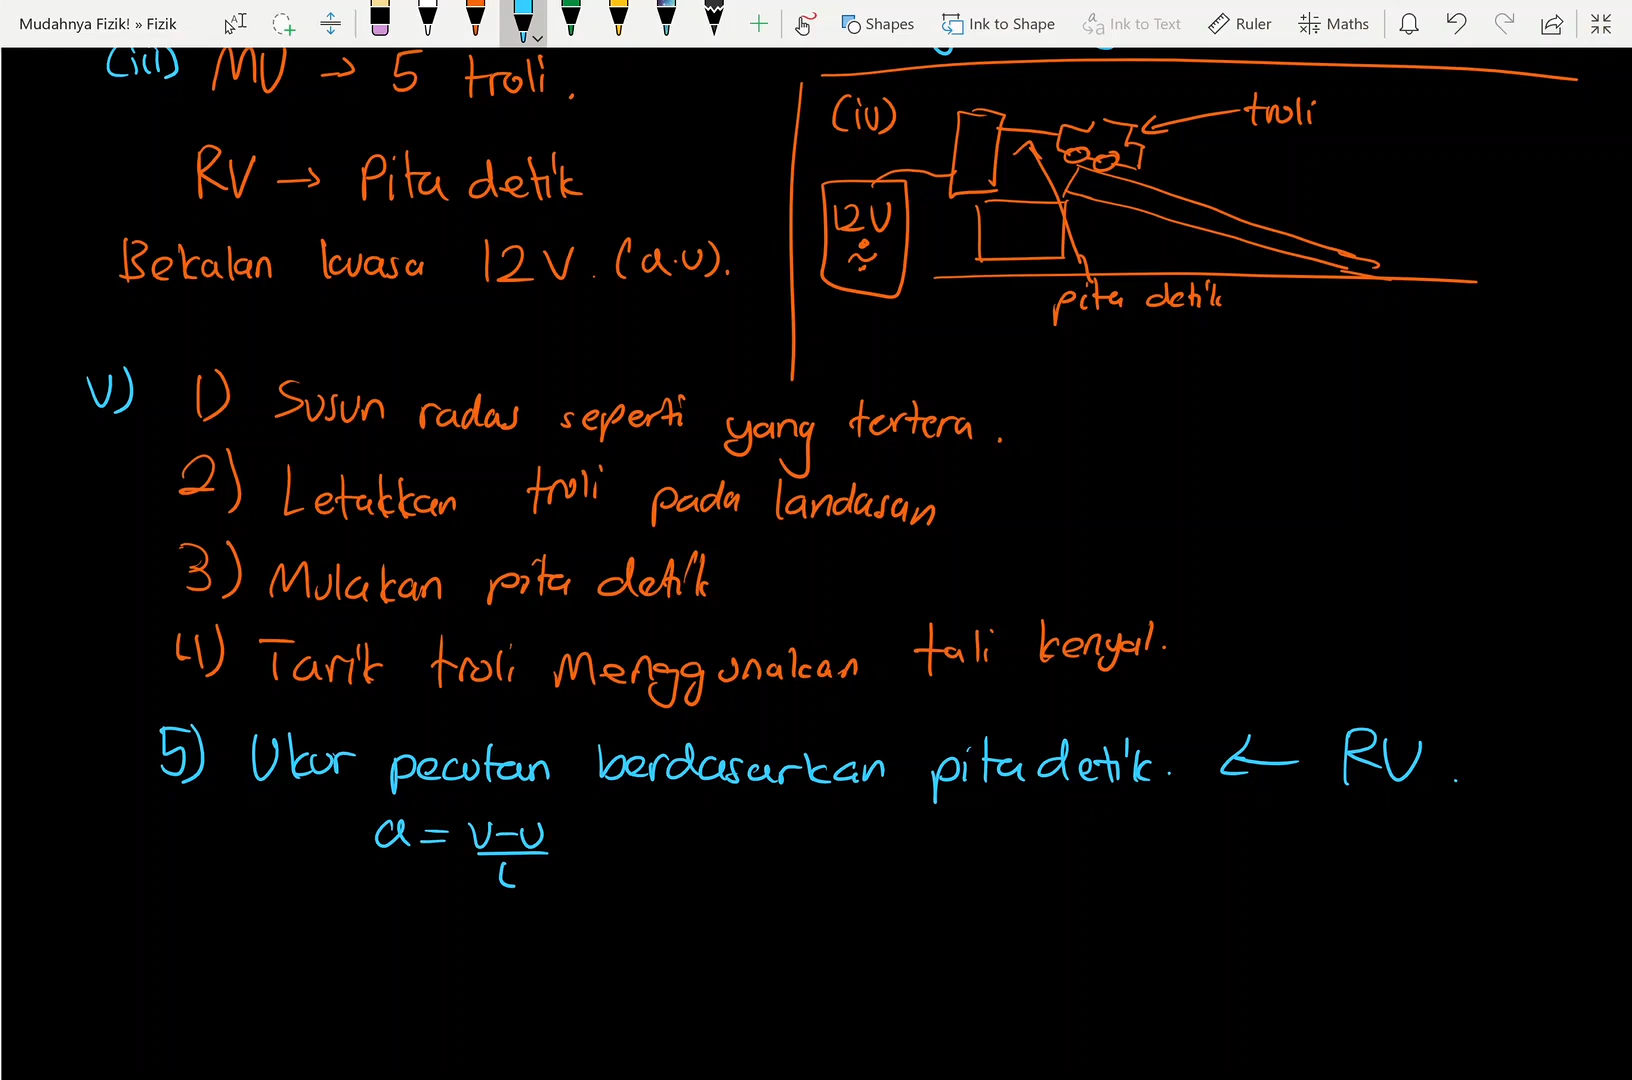 Mudahnya Fizik! » Fizik
Shapes
Ink to Shape
Ink to Text
Ruler
Maths
(iii) MV → 5 troli.
RV → Pita detik
Bekalan kuasa 12 V. (a.u).
(iv)
troli
12V
pita detik
v) 1) Susun radas seperti yang tertera.
2) Letakkan troli pada landasan
3) Mulakan pita detik
4) Tarik troli menggunakan tali kenyal.
5) Ukur pecutan berdasarkan pita detik. ← RV.
a = v-u